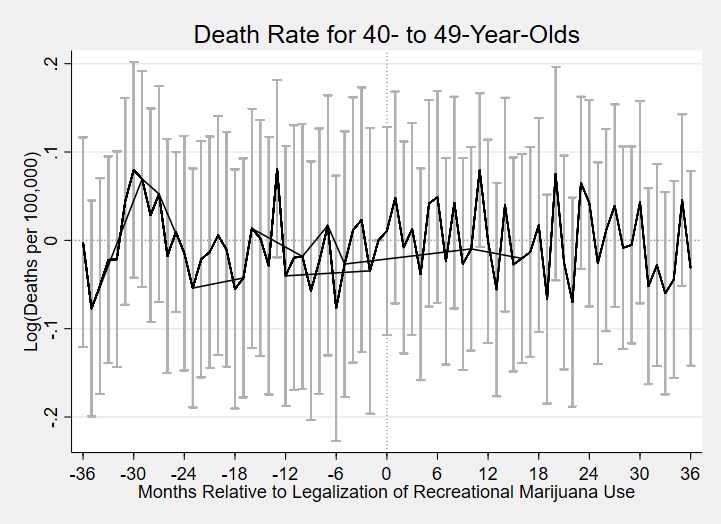 Death Rate for 40- to 49-Year-Olds
Log(Deaths per 100,000)
.2
.1
0
-.1
-.2
-36 -30 -24 -18 -12 -6 0 6 12 18 24 30 36
Months Relative to Legalization of Recreational Marijuana Use